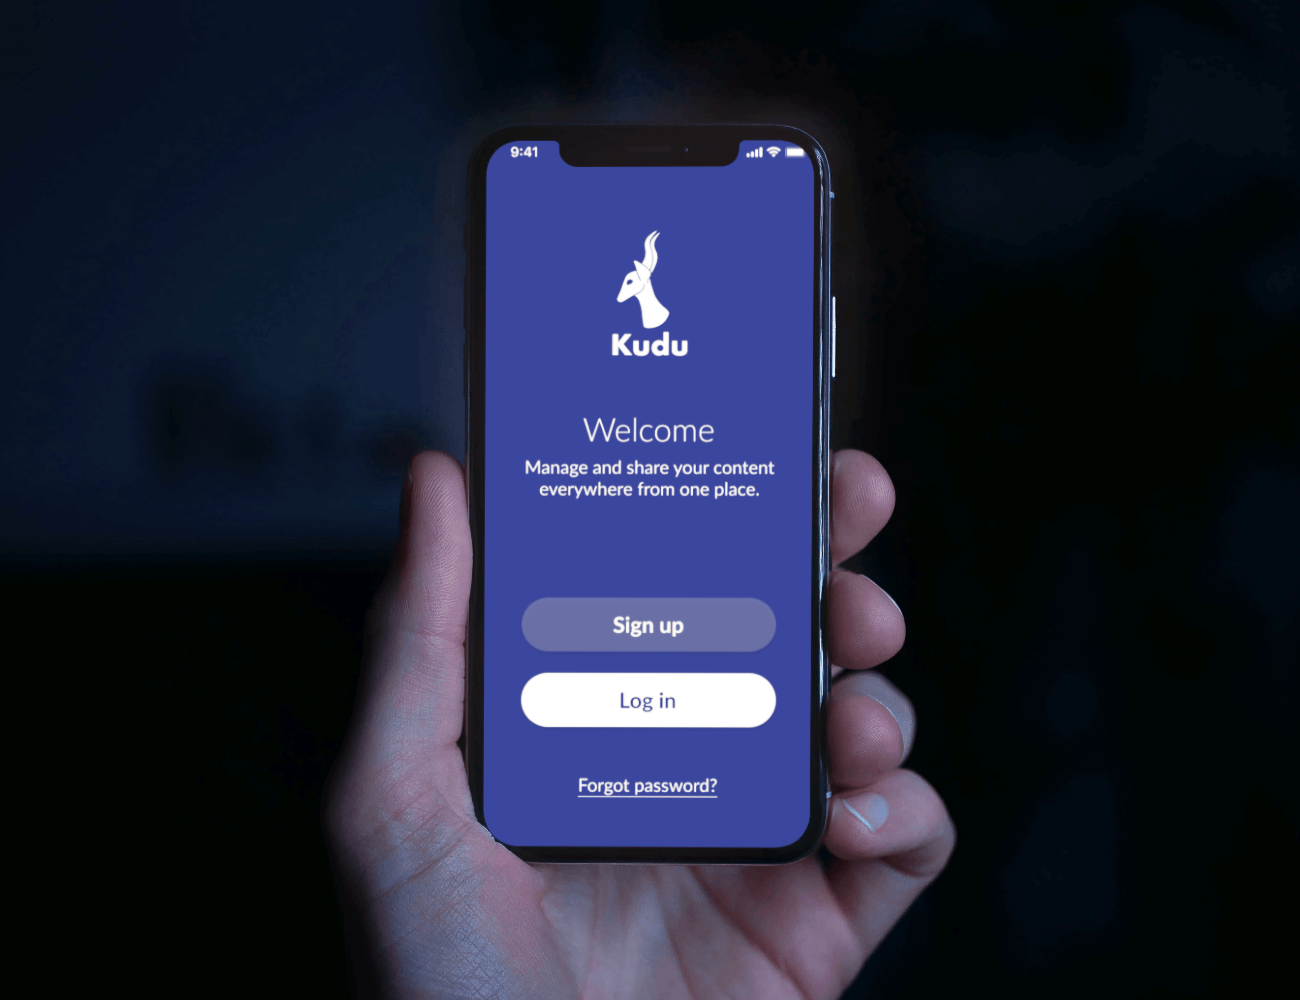 9:41
Kudu
Welcome
Manage and share your content
everywhere from one place.
Sign up
Log in
Forgot password?